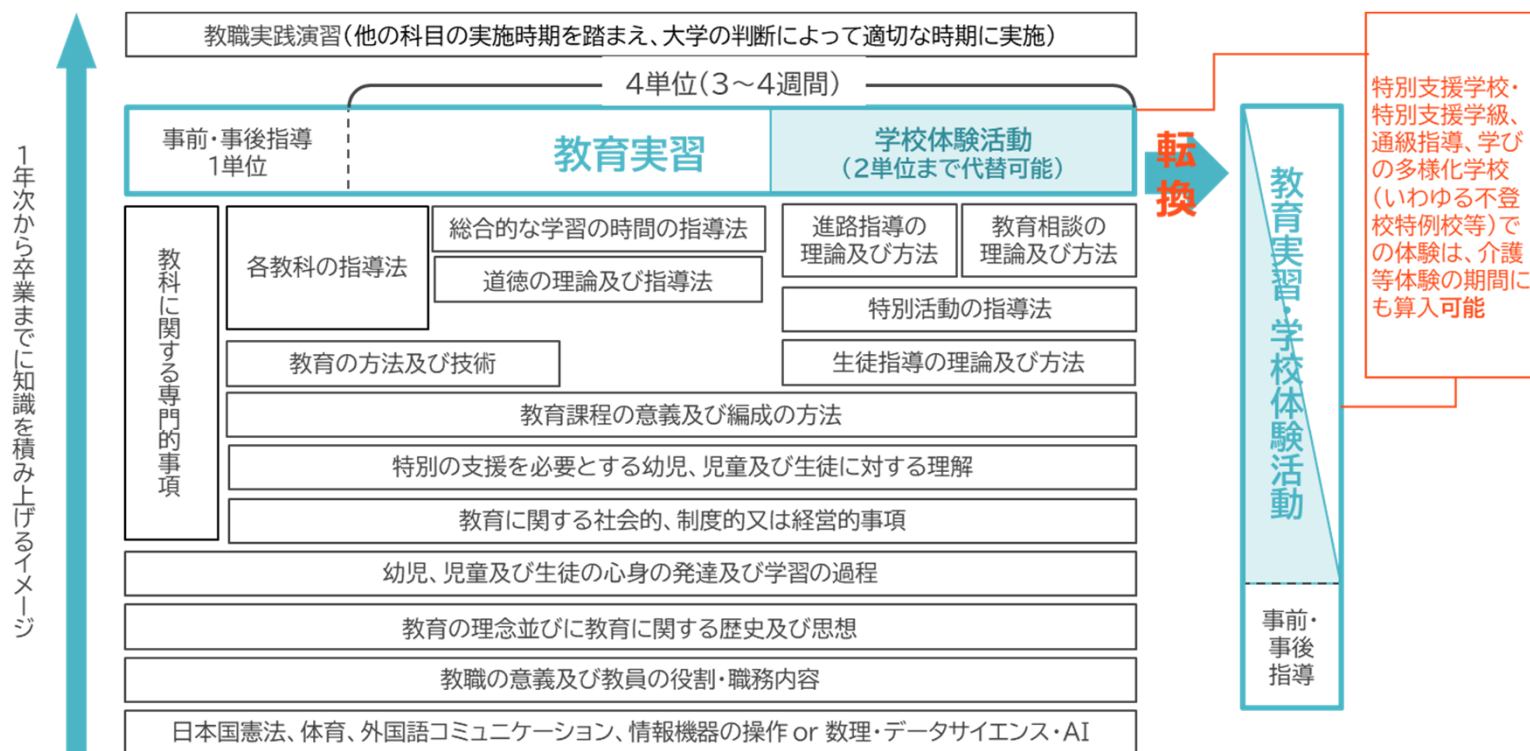 教職実践演習(他の科目の実施時期を踏まえ、大学の判断によって適切な時期に実施)
4単位(3～4週間)
事前・事後指導
1単位
教育実習
学校体験活動
(2単位まで代替可能)
転
換
特別支援学校・
特別支援学級、
通級指導、学び
の多様化学校
(いわゆる不登
校特例校等)で
の体験は、介護
等体験の期間に
も算入可能
1年次から卒業までに知識を積み上げるイメージ
教科に関する専門的事項
各教科の指導法
総合的な学習の時間の指導法
道徳の理論及び指導法
進路指導の
理論及び方法
教育相談の
理論及び方法
特別活動の指導法
教育の方法及び技術
生徒指導の理論及び方法
教育課程の意義及び編成の方法
特別の支援を必要とする幼児、児童及び生徒に対する理解
教育に関する社会的、制度的又は経営的事項
幼児、児童及び生徒の心身の発達及び学習の過程
教育の理念並びに教育に関する歴史及び思想
教職の意義及び教員の役割・職務内容
日本国憲法、体育、外国語コミュニケーション、情報機器の操作 or 数理・データサイエンス・AI
教育実習・学校体験活動
事前・
事後
指導